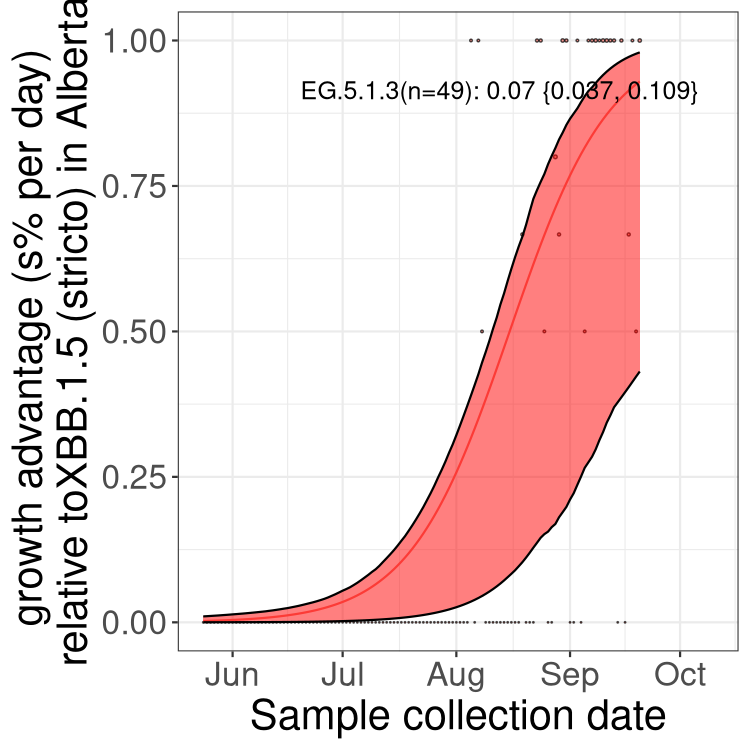 growth advantage (s% per day)
relative toXBB.1.5 (stricto) in Alberta
1.00
EG.5.1.3(n=49): 0.07 {0.037, 0.109}
0.75
0.50
0.25
0.00
Jun Jul Aug Sep Oct
Sample collection date